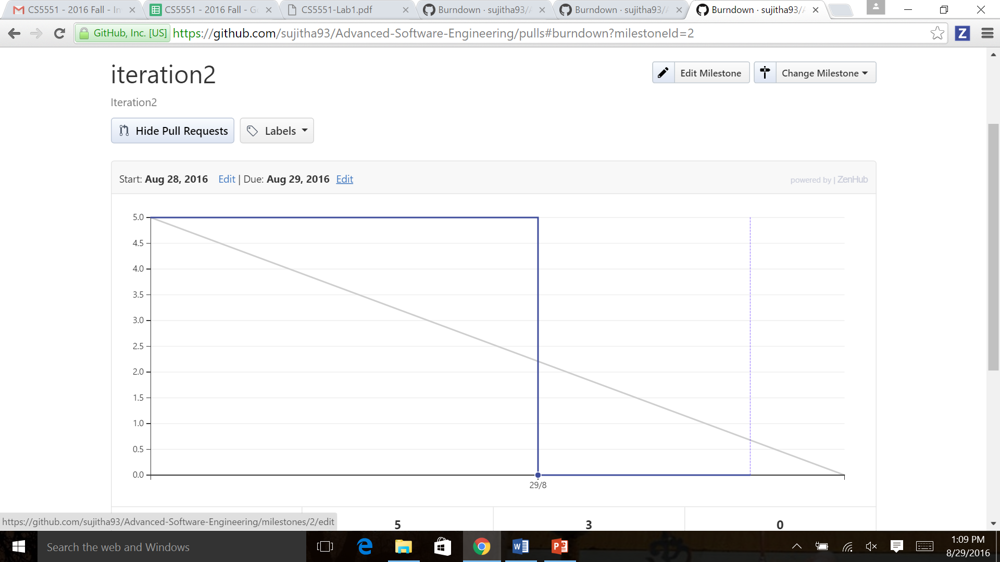 CS5551 - 2016 Fall - In
CS5551 - 2016 Fall - Go
CS5551-Lab1.pdf
Burndown · sujitha93/A
Burndown · sujitha93/A
Burndown · sujitha93/A
GitHub, Inc. [US]
https://github.com/sujitha93/Advanced-Software-Engineering/pulls#burndown?milestoneId=2
Z
iteration2
Edit Milestone
Change Milestone
Iteration2
Hide Pull Requests
Labels
Start: Aug 28, 2016 Edit | Due: Aug 29, 2016 Edit
powered by | ZenHub
5.0
4.5
4.0
3.5
3.0
2.5
2.0
1.5
1.0
0.5
0.0
29/8
https://github.com/sujitha93/Advanced-Software-Engineering/milestones/2/edit
5
3
0
Search the web and Windows
1:09 PM
8/29/2016